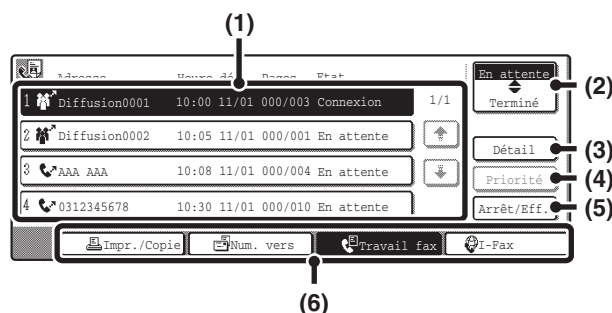 (1)
Adresse Heure dé Pages Etat
En attente
Terminé
(2)
1 Diffusion0001 10:00 11/01 000/003 Connexion
1/1
2 Diffusion0002 10:05 11/01 000/001 En attente
Détail
(3)
3 AAA AAA 10:08 11/01 000/004 En attente
Priorité
(4)
4 0312345678 10:30 11/01 000/010 En attente
Arrêt/Eff.
(5)
Impr./Copie Num. vers Travail fax I-Fax
(6)